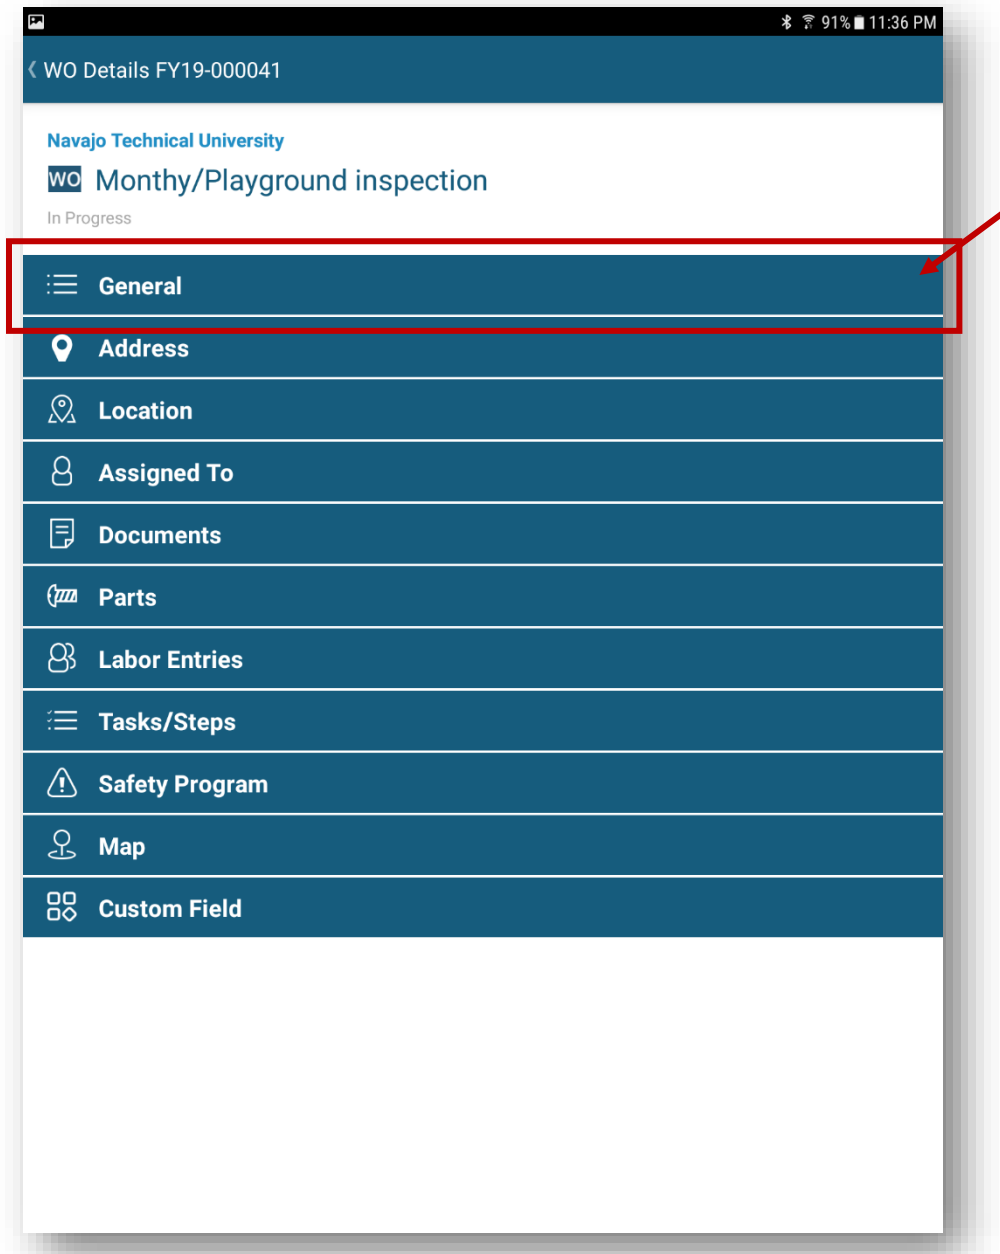 91% 11:36 PM
WO Details FY19-000041
Navajo Technical University
WO Monthy/Playground inspection
In Progress
General
Address
Location
Assigned To
Documents
Parts
Labor Entries
Tasks/Steps
Safety Program
Map
Custom Field